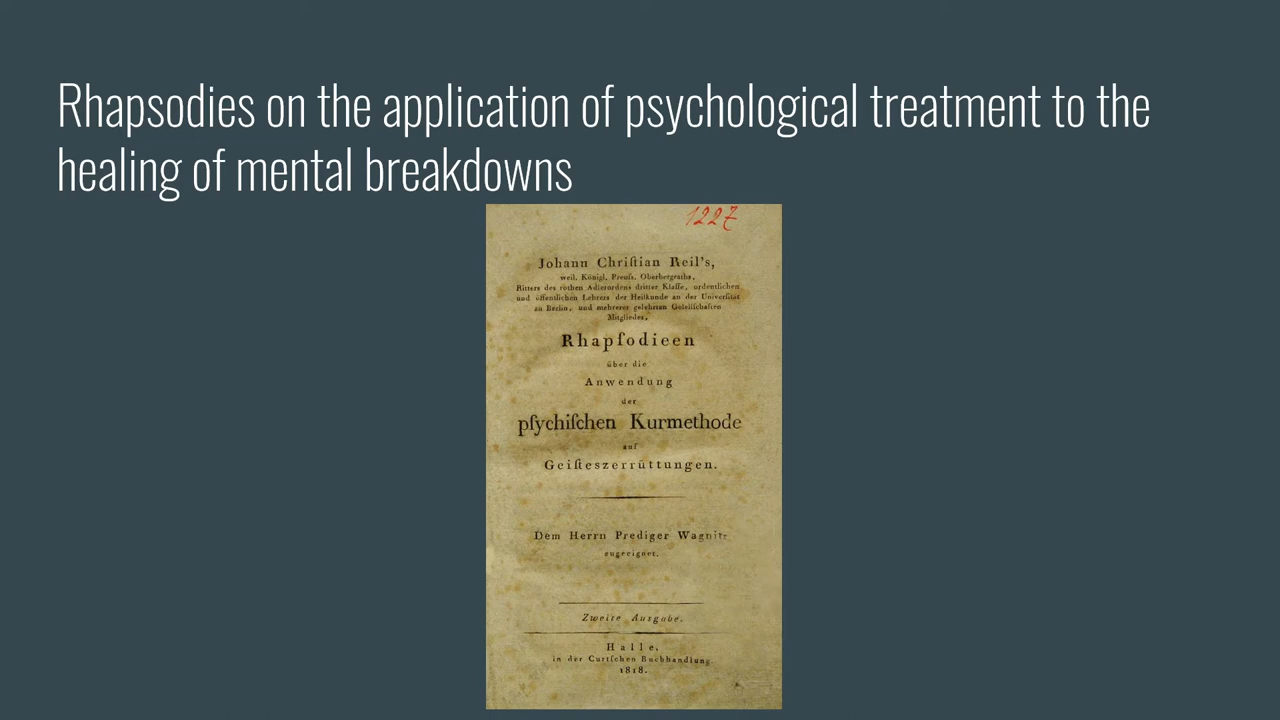 Rhapsodies on the application of psychological treatment to the
healing of mental breakdowns
1227
Johann Chriſtian Reil's,
weil. Königl. Preuſs. Oberbergraths,
Ritters des rothen Adlerordens dritter Klaſſe, ordentlichen
und öffentlichen Lehrers der Heilkunde an der Univerſität
zu Berlin, und mehrerer gelehrten Geſellſchaften
Mitgliedes,
Rhapſodieen
über die
Anwendung
der
pſychiſchen Kurmethode
auf
Geiſteszerrüttungen.
Dem Herrn Prediger Wagnitz
zugeeignet.
Zweite Ausgabe.
Halle,
in der Curtſchen Buchhandlung
1818.